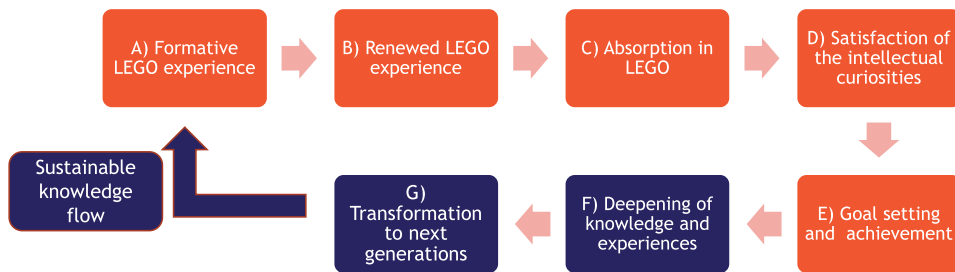 A) Formative
LEGO experience
B) Renewed LEGO
experience
C) Absorption in
LEGO
D) Satisfaction of
the intellectual
curiosities
Sustainable
knowledge
flow
G)
Transformation
to next
generations
F) Deepening of
knowledge and
experiences
E) Goal setting
and achievement